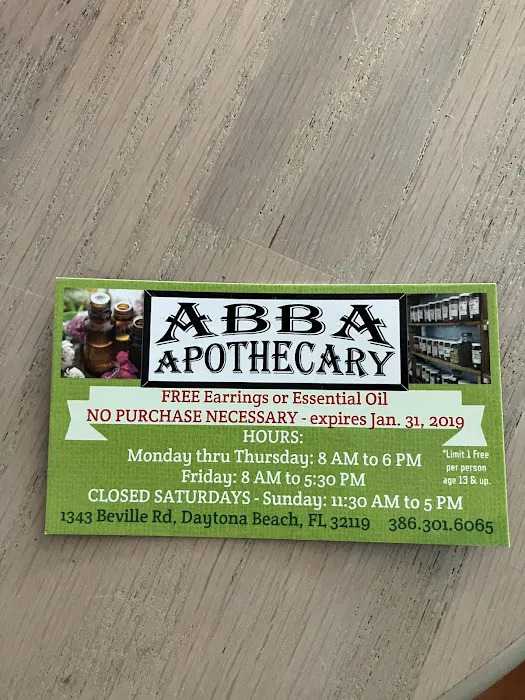 ABBA
APOTHECARY
FREE Earrings or Essential Oil
NO PURCHASE NECESSARY - expires Jan. 31, 2019
HOURS:
Monday thru Thursday: 8 AM to 6 PM
Friday: 8 AM to 5:30 PM
CLOSED SATURDAYS - Sunday: 11:30 AM to 5 PM
*Limit 1 Free
per person
age 13 & up.
1343 Beville Rd, Daytona Beach, FL 32119 386.301.6065